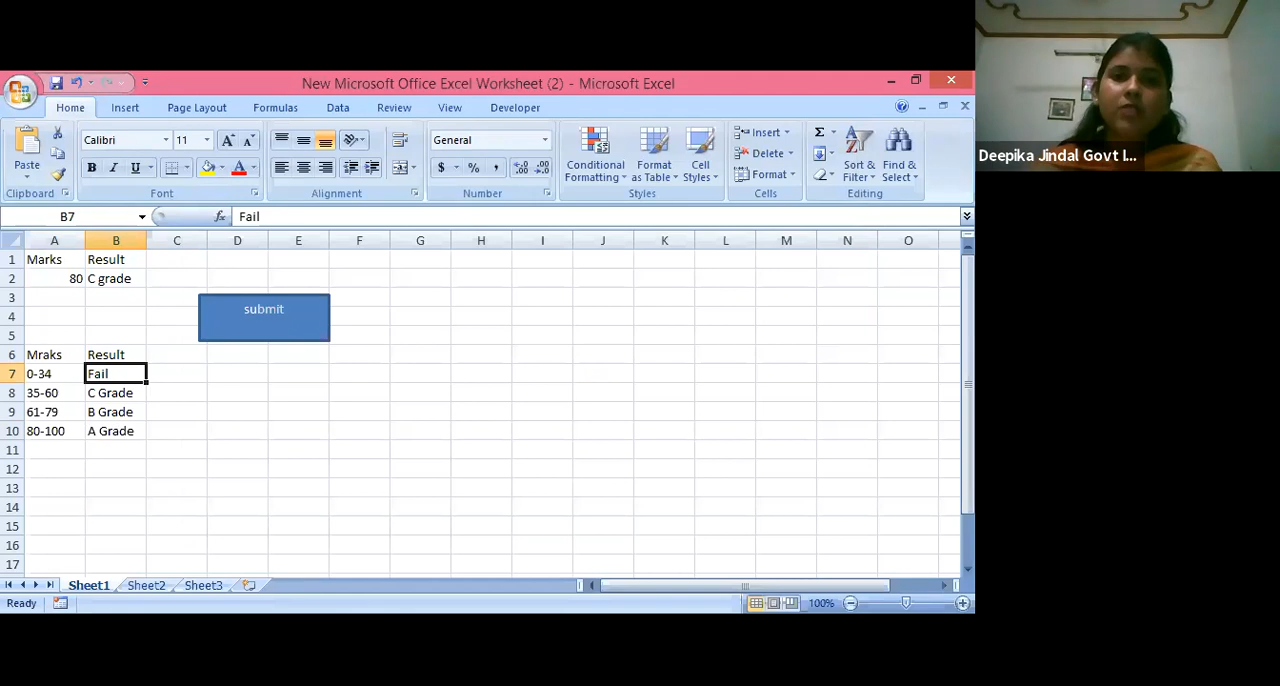 New Microsoft Office Excel Worksheet (2) - Microsoft Excel
Home Insert Page Layout Formulas Data Review View Developer
Paste
Calibri 11
B I U
General
$ % ,
Conditional Formatting
Format as Table
Cell Styles
Insert
Delete
Format
Σ
Sort & Filter
Find & Select
Clipboard Font Alignment Number Styles Cells Editing
B7 fx Fail
A B C D E F G H I J K L M N O
1 Marks Result
2 80 C grade
3
4
5
submit
6 Mraks Result
7 0-34 Fail
8 35-60 C Grade
9 61-79 B Grade
10 80-100 A Grade
11
12
13
14
15
16
17
Sheet1 Sheet2 Sheet3
Ready 100%
Deepika Jindal Govt I...